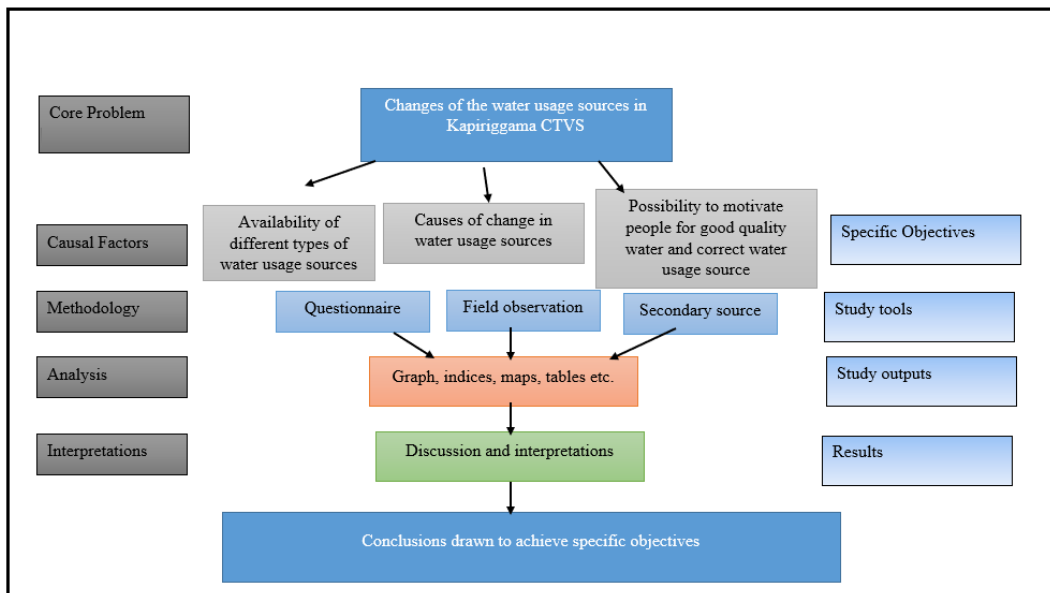 Core Problem
Changes of the water usage sources in
Kapiriggama CTVS
Causal Factors
Availability of
different types of
water usage sources
Causes of change in
water usage sources
Possibility to motivate
people for good quality
water and correct water
usage source
Specific Objectives
Methodology
Questionnaire
Field observation
Secondary source
Study tools
Analysis
Graph, indices, maps, tables etc.
Study outputs
Interpretations
Discussion and interpretations
Results
Conclusions drawn to achieve specific objectives